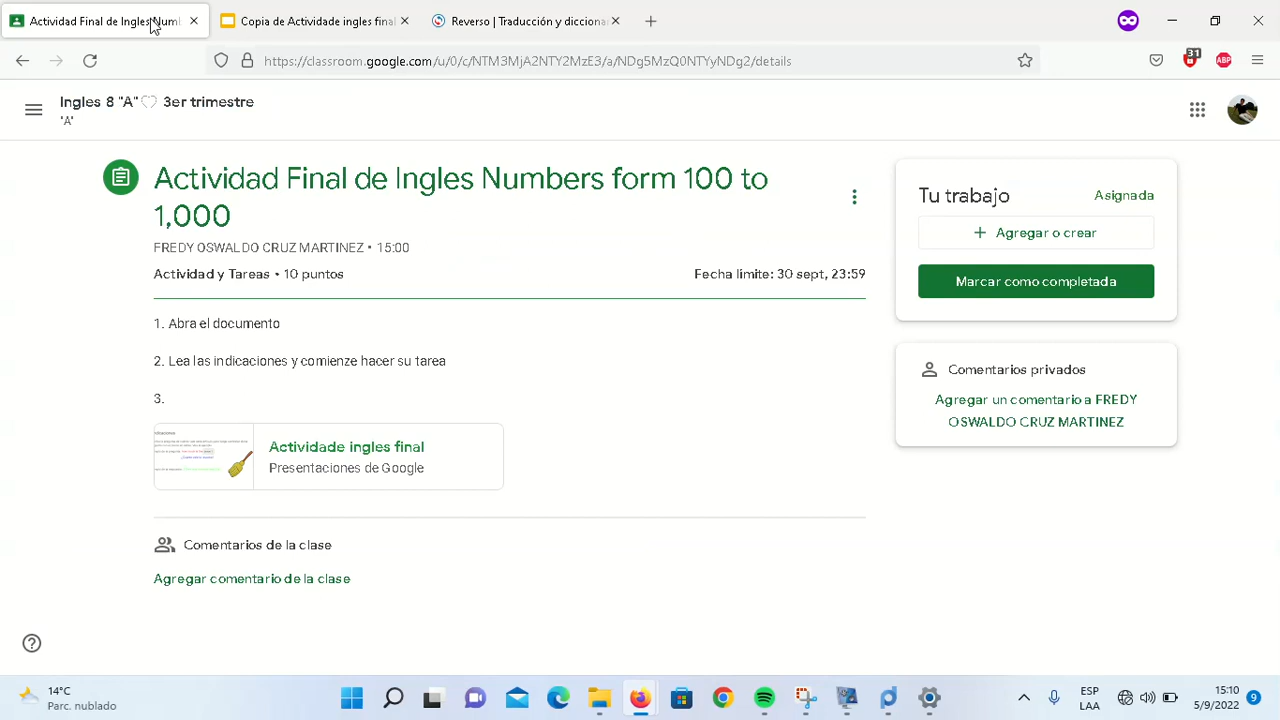 Actividad Final de Ingles Num
Copia de Actividade ingles final
Reverso | Traducción y dicciona
https://classroom.google.com/u/0/c/NTM3MjA2NTY2MzE3/a/NDg5MzQ0NTYyNDg2/details
31
ABP
Ingles 8 "A"♡ 3er trimestre
"A"
Actividad Final de Ingles Numbers form 100 to
1,000
FREDY OSWALDO CRUZ MARTINEZ • 15:00
Actividad y Tareas • 10 puntos
Fecha límite: 30 sept, 23:59
1. Abra el documento
2. Lea las indicaciones y comienze hacer su tarea
3.
Actividade ingles final
Presentaciones de Google
Comentarios de la clase
Agregar comentario de la clase
Tu trabajo
Asignada
+ Agregar o crear
Marcar como completada
Comentarios privados
Agregar un comentario a FREDY
OSWALDO CRUZ MARTINEZ
14°C
Parc. nublado
ESP
LAA
15:10
5/9/2022
9